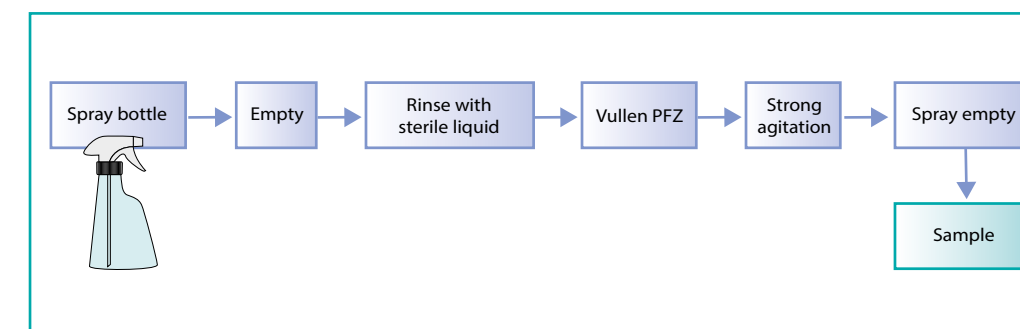 Spray bottle
Empty
Rinse with
sterile liquid
Vullen PFZ
Strong
agitation
Spray empty
Sample